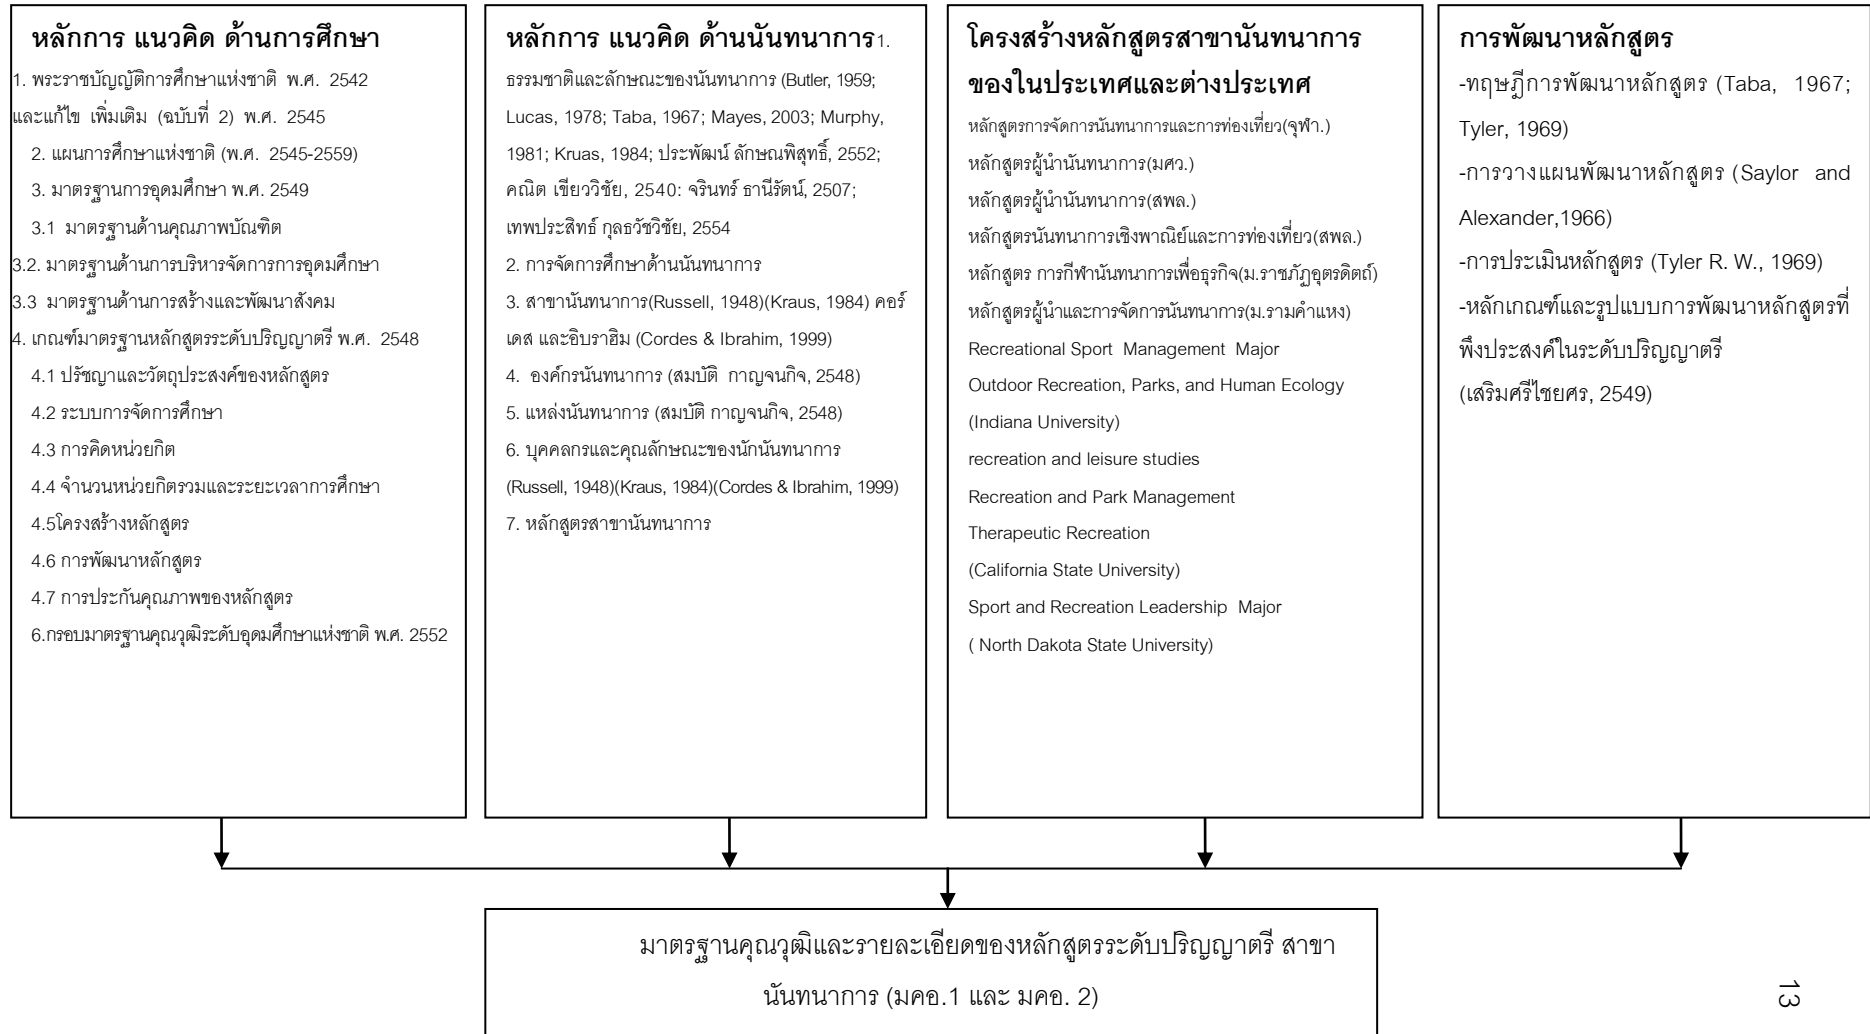 หลักการ แนวคิด ด้านการศึกษา
1. พระราชบัญญัติการศึกษาแห่งชาติ พ.ศ. 2542
และแก้ไข เพิ่มเติม (ฉบับที่ 2) พ.ศ. 2545
2. แผนการศึกษาแห่งชาติ (พ.ศ. 2545-2559)
3. มาตรฐานการอุดมศึกษา พ.ศ. 2549
3.1 มาตรฐานด้านคุณภาพบัณฑิต
3.2. มาตรฐานด้านการบริหารจัดการการอุดมศึกษา
3.3 มาตรฐานด้านการสร้างและพัฒนาสังคม
4. เกณฑ์มาตรฐานหลักสูตรระดับปริญญาตรี พ.ศ. 2548
4.1 ปรัชญาและวัตถุประสงค์ของหลักสูตร
4.2 ระบบการจัดการศึกษา
4.3 การคิดหน่วยกิต
4.4 จำนวนหน่วยกิตรวมและระยะเวลาการศึกษา
4.5โครงสร้างหลักสูตร
4.6 การพัฒนาหลักสูตร
4.7 การประกันคุณภาพของหลักสูตร
6.กรอบมาตรฐานคุณวุฒิระดับอุดมศึกษาแห่งชาติ พ.ศ. 2552
หลักการ แนวคิด ด้านนันทนาการ1.
ธรรมชาติและลักษณะของนันทนาการ (Butler, 1959;
Lucas, 1978; Taba, 1967; Mayes, 2003; Murphy,
1981; Kruas, 1984; ประพัฒน์ ลักษณพิสุทธิ์, 2552;
คณิต เขียววิชัย, 2540: จรินทร์ ธานีรัตน์, 2507;
เทพประสิทธ์ กุลธวัชวิชัย, 2554
2. การจัดการศึกษาด้านนันทนาการ
3. สาขานันทนาการ(Russell, 1948)(Kraus, 1984) คอร์
เดส และอิบราฮิม (Cordes & Ibrahim, 1999)
4. องค์กรนันทนาการ (สมบัติ กาญจนกิจ, 2548)
5. แหล่งนันทนาการ (สมบัติ กาญจนกิจ, 2548)
6. บุคคลกรและคุณลักษณะของนักนันทนาการ
(Russell, 1948)(Kraus, 1984)(Cordes & Ibrahim, 1999)
7. หลักสูตรสาขานันทนาการ
โครงสร้างหลักสูตรสาขานันทนาการ
ของในประเทศและต่างประเทศ
หลักสูตรการจัดการนันทนาการและการท่องเที่ยว(จุฬา.)
หลักสูตรผู้นำนันทนาการ(มศว.)
หลักสูตรผู้นำนันทนาการ(สพล.)
หลักสูตรนันทนาการเชิงพาณิย์และการท่องเที่ยว(สพล.)
หลักสูตร การกีฬานันทนาการเพื่อธุรกิจ(ม.ราชภัฏอุตรดิตถ์)
หลักสูตรผู้นำและการจัดการนันทนาการ(ม.รามคำแหง)
Recreational Sport Management Major
Outdoor Recreation, Parks, and Human Ecology
(Indiana University)
recreation and leisure studies
Recreation and Park Management
Therapeutic Recreation
(California State University)
Sport and Recreation Leadership Major
( North Dakota State University)
การพัฒนาหลักสูตร
-ทฤษฎีการพัฒนาหลักสูตร (Taba, 1967;
Tyler, 1969)
-การวางแผนพัฒนาหลักสูตร (Saylor and
Alexander,1966)
-การประเมินหลักสูตร (Tyler R. W., 1969)
-หลักเกณฑ์และรูปแบบการพัฒนาหลักสูตรที่
พึงประสงค์ในระดับปริญญาตรี
(เสริมศรีไชยศร, 2549)
มาตรฐานคุณวุฒิและรายละเอียดของหลักสูตรระดับปริญญาตรี สาขา
นันทนาการ (มคอ.1 และ มคอ. 2)
13